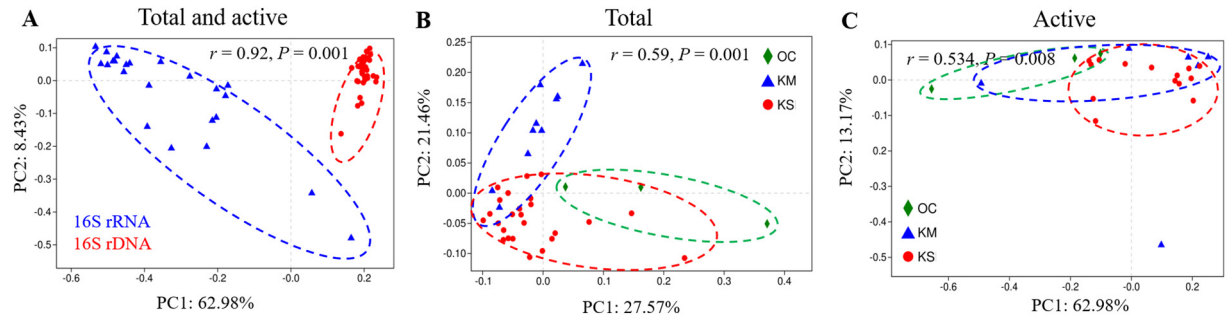 A
Total and active
r = 0.92, P = 0.001
0.1
0.0
-0.1
-0.2
-0.3
-0.4
-0.5
PC2: 8.43%
16S rRNA
16S rDNA
-0.6
-0.4
-0.2
-0.0
0.2
PC1: 62.98%
B
Total
r = 0.59, P = 0.001
OC
KM
KS
0.25
0.20
0.15
0.10
0.05
0.00
-0.05
-0.10
PC2: 21.46%
-0.1
0.0
0.1
0.2
0.3
0.4
PC1: 27.57%
C
Active
r = 0.534, P = 0.008
0.1
0.0
-0.1
-0.2
-0.3
-0.4
-0.5
PC2: 13.17%
OC
KM
KS
-0.6
-0.4
-0.2
-0.0
0.2
PC1: 62.98%